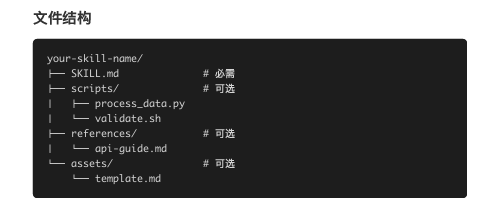 文件结构
your-skill-name/
├── SKILL.md              # 必需
├── scripts/              # 可选
│   ├── process_data.py
│   └── validate.sh
├── references/           # 可选
│   └── api-guide.md
└── assets/               # 可选
    └── template.md